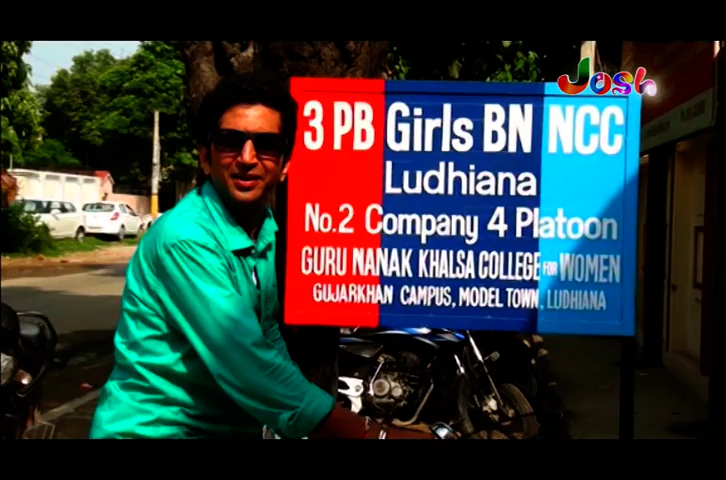 Josh
3 PB Girls BN NCC
Ludhiana
No.2 Company 4 Platoon
GURU NANAK KHALSA COLLEGE FOR WOMEN
GUJARKHAN CAMPUS, MODEL TOWN, LUDHIANA